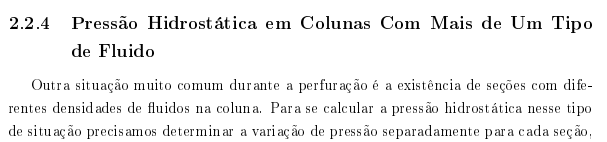 2.2.4 Pressão Hidrostática em Colunas Com Mais de Um Tipo
de Fluido
Outra situação muito comum durante a perfuração é a existência de seções com dife-
rentes densidades de fluidos na coluna. Para se calcular a pressão hidrostática nesse tipo
de situação precisamos determinar a variação de pressão separadamente para cada seção,